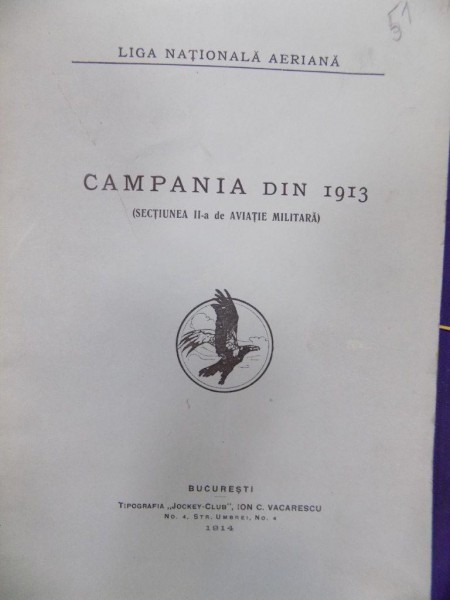 51
LIGA NAȚIONALĂ AERIANĂ
CAMPANIA DIN 1913
(SECȚIUNEA II-a de AVIAȚIE MILITARĂ)
BUCUREȘTI
TIPOGRAFIA „JOCKEY-CLUB", ION C. VACARESCU
No. 4, STR. UMBREI, No. 4
1914